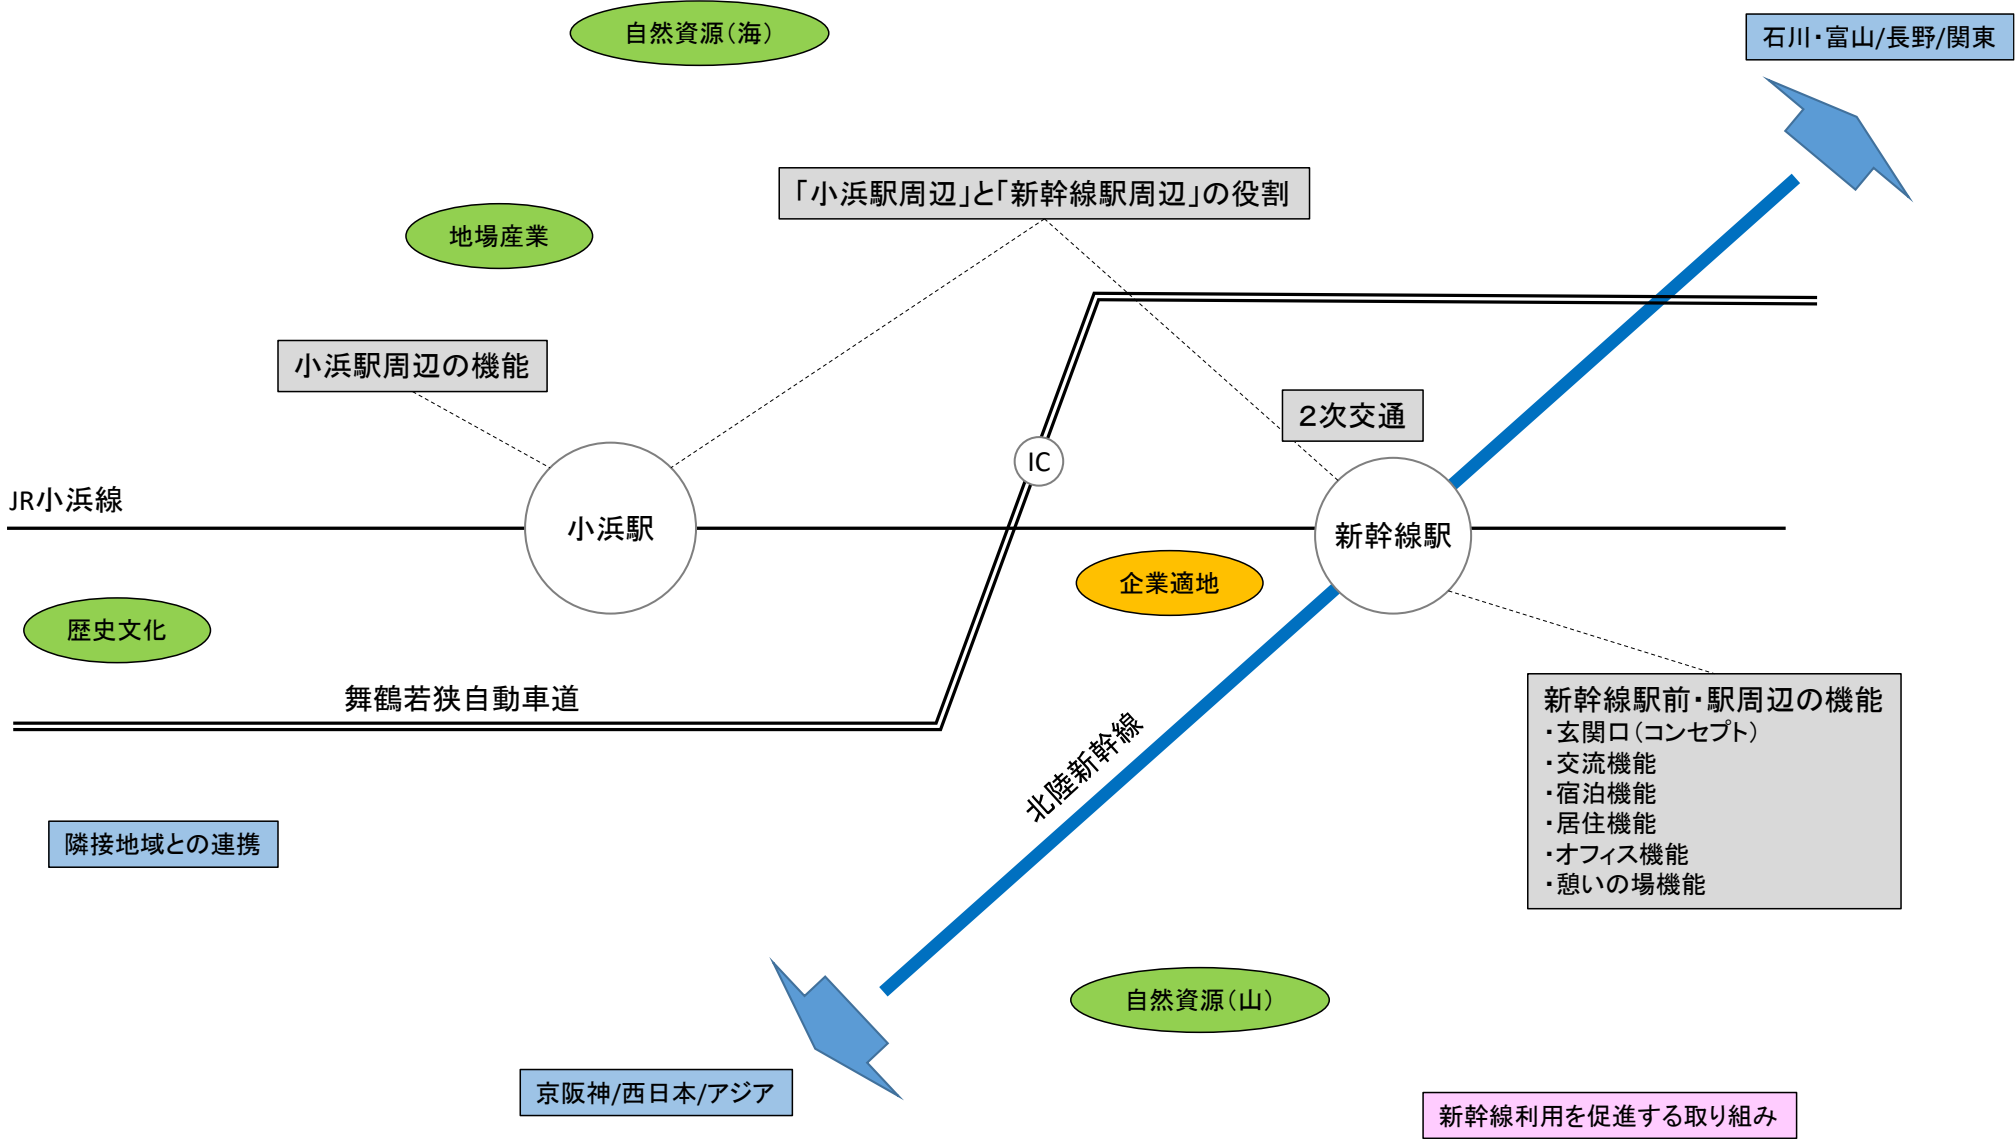 自然資源(海)
石川・富山/長野/関東
「小浜駅周辺」と「新幹線駅周辺」の役割
地場産業
小浜駅周辺の機能
2次交通
IC
JR小浜線
小浜駅
新幹線駅
企業適地
歴史文化
舞鶴若狭自動車道
北陸新幹線
新幹線駅前・駅周辺の機能
・玄関口(コンセプト)
・交流機能
・宿泊機能
・居住機能
・オフィス機能
・憩いの場機能
隣接地域との連携
自然資源(山)
京阪神/西日本/アジア
新幹線利用を促進する取り組み